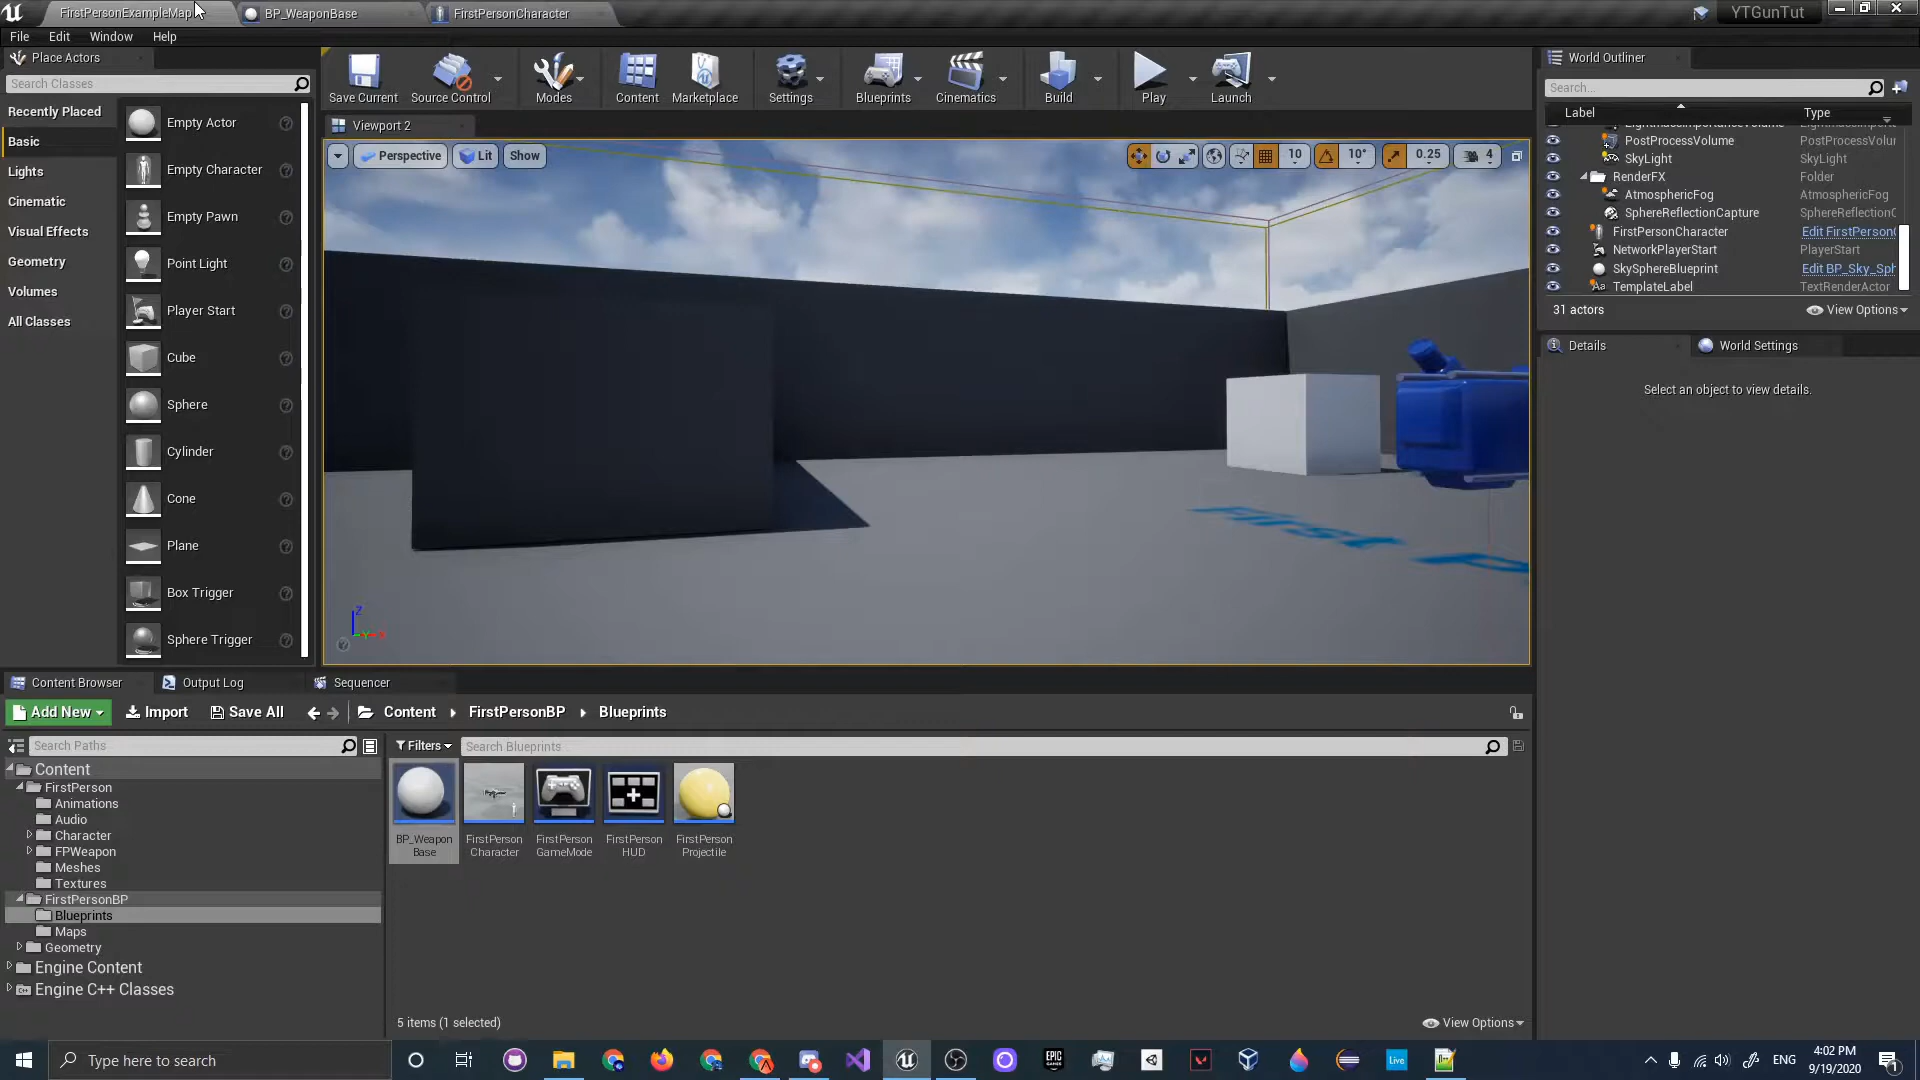 FirstPersonExampleMap
BP_WeaponBase
FirstPersonCharacter
YTGunTut
File Edit Window Help
Place Actors
Search Classes
Recently Placed
Basic
Lights
Cinematic
Visual Effects
Geometry
Volumes
All Classes
Empty Actor
Empty Character
Empty Pawn
Point Light
Player Start
Cube
Sphere
Cylinder
Cone
Plane
Box Trigger
Sphere Trigger
Save Current
Source Control
Modes
Content
Marketplace
Settings
Blueprints
Cinematics
Build
Play
Launch
Viewport 2
Perspective Lit Show
10 10° 0.25 4
Z
World Outliner
Search...
Label Type
PostProcessVolume PostProcessVolu
SkyLight SkyLight
RenderFX Folder
AtmosphericFog AtmosphericFog
SphereReflectionCapture SphereReflectionC
FirstPersonCharacter Edit FirstPerson
NetworkPlayerStart PlayerStart
SkySphereBlueprint Edit BP_Sky_Sph
TemplateLabel TextRenderActor
31 actors View Options
Details World Settings
Select an object to view details.
Content Browser Output Log Sequencer
Add New Import Save All Content FirstPersonBP Blueprints
Search Paths
Filters Search Blueprints
Content
FirstPerson
Animations
Audio
Character
FPWeapon
Meshes
Textures
FirstPersonBP
Blueprints
Maps
Geometry
Engine Content
Engine C++ Classes
BP_Weapon
Base
FirstPerson
Character
FirstPerson
GameMode
FirstPerson
HUD
FirstPerson
Projectile
5 items (1 selected) View Options
Type here to search
EPIC
GAMES
Live
ENG
4:02 PM
9/19/2020
1